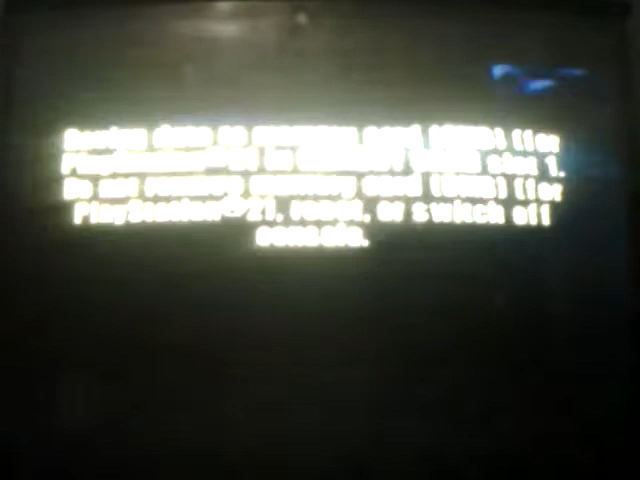 Saving data to memory card (8MB) (for
PlayStation®2) in MEMORY CARD slot 1.
Do not remove memory card (8MB) (for
PlayStation®2), reset, or switch off
console.